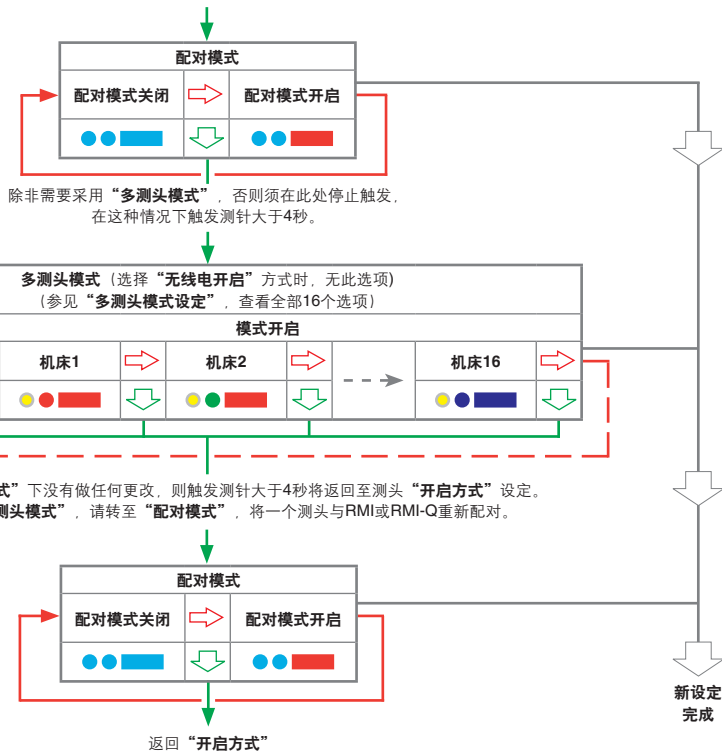 配对模式
配对模式关闭
配对模式开启
除非需要采用“多测头模式”，否则须在此处停止触发，
在这种情况下触发测针大于4秒。
多测头模式（选择“无线电开启”方式时，无此选项）
（参见“多测头模式设定”，查看全部16个选项）
模式开启
机床1
机床2
机床16
式”下没有做任何更改，则触发测针大于4秒将返回至测头“开启方式”设定。
测头模式”，请转至“配对模式”，将一个测头与RMI或RMI-Q重新配对。
配对模式
配对模式关闭
配对模式开启
新设定
完成
返回“开启方式”